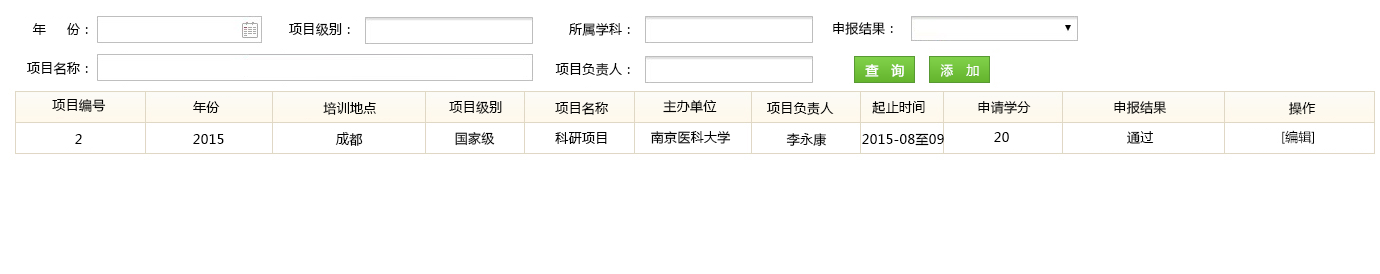 年 份： 项目级别： 所属学科： 申报结果：
项目名称： 项目负责人： 查 询 添 加
项目编号 年份 培训地点 项目级别 项目名称 主办单位 项目负责人 起止时间 申请学分 申报结果 操作
2 2015 成都 国家级 科研项目 南京医科大学 李永康 2015-08至09 20 通过 [编辑]